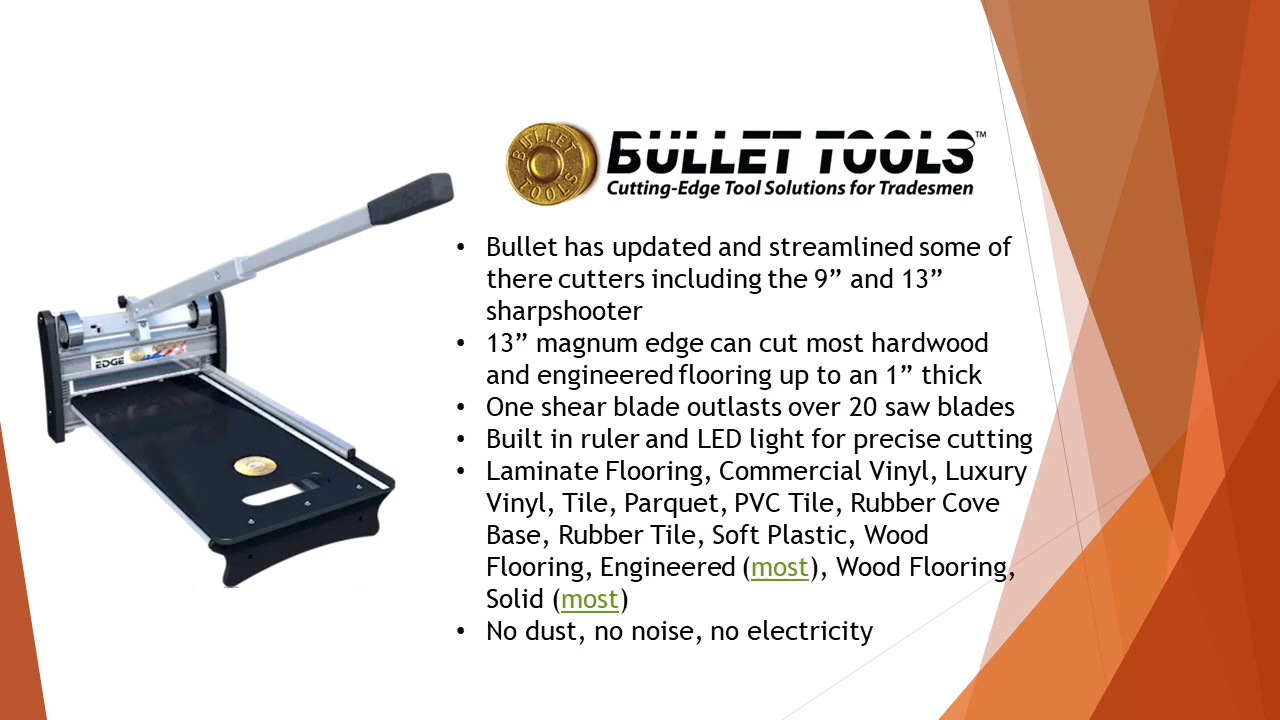 BULLET TOOLS
BULLET TOOLS™
Cutting-Edge Tool Solutions for Tradesmen
• Bullet has updated and streamlined some of
there cutters including the 9” and 13”
sharpshooter
• 13” magnum edge can cut most hardwood
and engineered flooring up to an 1” thick
• One shear blade outlasts over 20 saw blades
• Built in ruler and LED light for precise cutting
• Laminate Flooring, Commercial Vinyl, Luxury
Vinyl, Tile, Parquet, PVC Tile, Rubber Cove
Base, Rubber Tile, Soft Plastic, Wood
Flooring, Engineered (most), Wood Flooring,
Solid (most)
• No dust, no noise, no electricity
EDGE